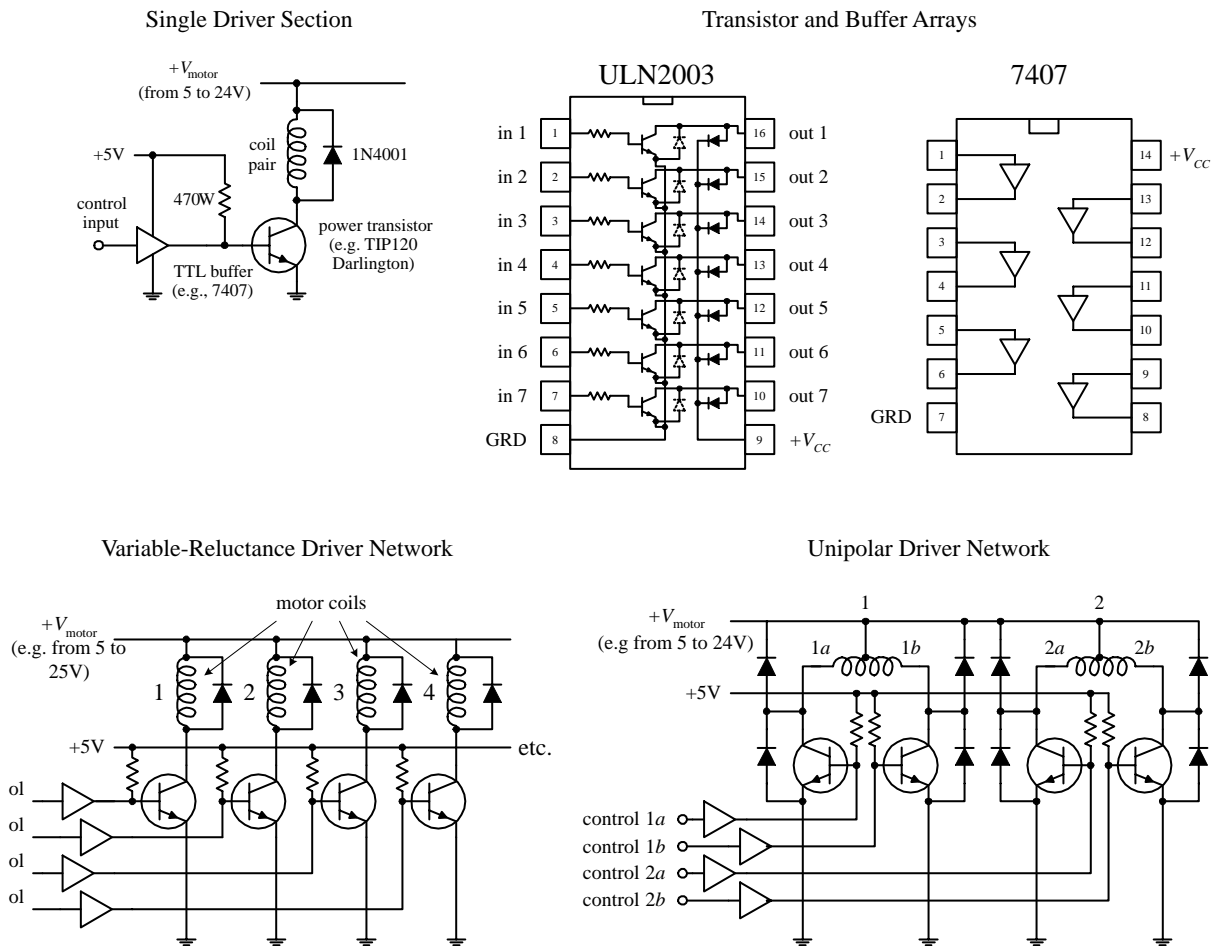 Single Driver Section
+Vmotor
(from 5 to 24V)
coil
pair
1N4001
+5V
470W
control
input
power transistor
(e.g. TIP120
Darlington)
TTL buffer
(e.g., 7407)
Transistor and Buffer Arrays
ULN2003
in 1 1 16 out 1
in 2 2 15 out 2
in 3 3 14 out 3
in 4 4 13 out 4
in 5 5 12 out 5
in 6 6 11 out 6
in 7 7 10 out 7
GRD 8 9 +VCC
7407
1 14 +VCC
2 13
3 12
4 11
5 10
6 9
GRD 7 8
Variable-Reluctance Driver Network
motor coils
+Vmotor
(e.g. from 5 to
25V)
1 2 3 4
+5V
etc.
ol
ol
ol
ol
Unipolar Driver Network
1 2
+Vmotor
(e.g from 5 to 24V)
1a 1b 2a 2b
+5V
control 1a
control 1b
control 2a
control 2b